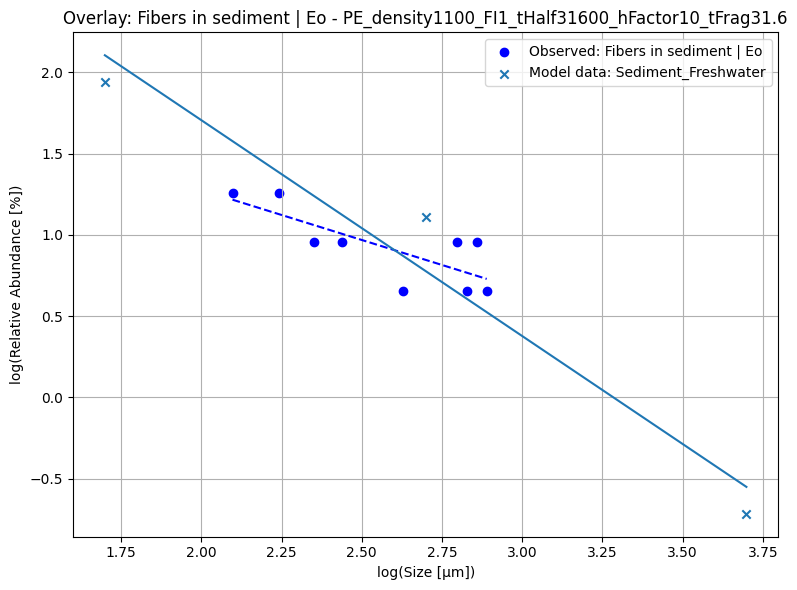 Overlay: Fibers in sediment | Eo - PE_density1100_FI1_tHalf31600_hFactor10_tFrag31.6
Observed: Fibers in sediment | Eo
Model data: Sediment_Freshwater
log(Relative Abundance [%])
2.0
1.5
1.0
0.5
0.0
−0.5
1.75 2.00 2.25 2.50 2.75 3.00 3.25 3.50 3.75
log(Size [µm])